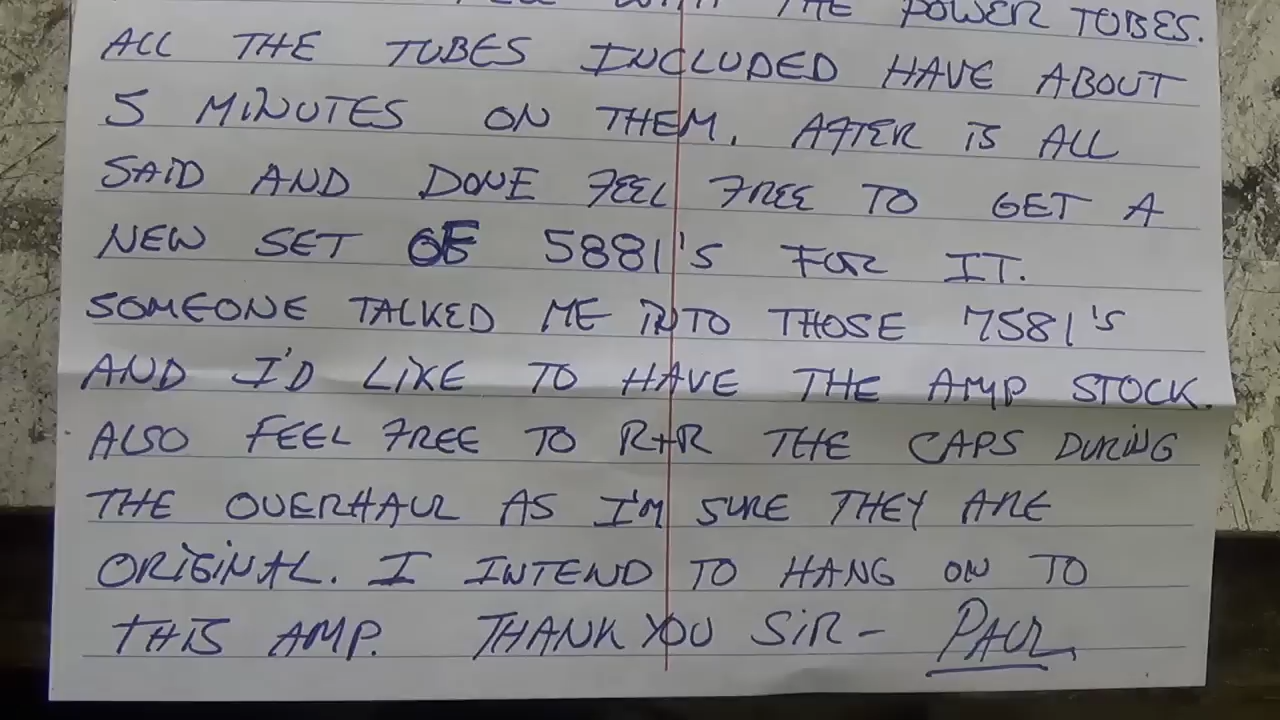 THE POWER TUBES.
ALL THE TUBES INCLUDED HAVE ABOUT
5 MINUTES ON THEM. AFTER IS ALL
SAID AND DONE FEEL FREE TO GET A
NEW SET OF 5881'S FOR IT.
SOMEONE TALKED ME INTO THOSE 7581'S
AND I'D LIKE TO HAVE THE AMP STOCK.
ALSO FEEL FREE TO R+R THE CAPS DURING
THE OVERHAUL AS I'M SURE THEY ARE
ORIGINAL. I INTEND TO HANG ON TO
THIS AMP. THANK YOU SIR - PAUL